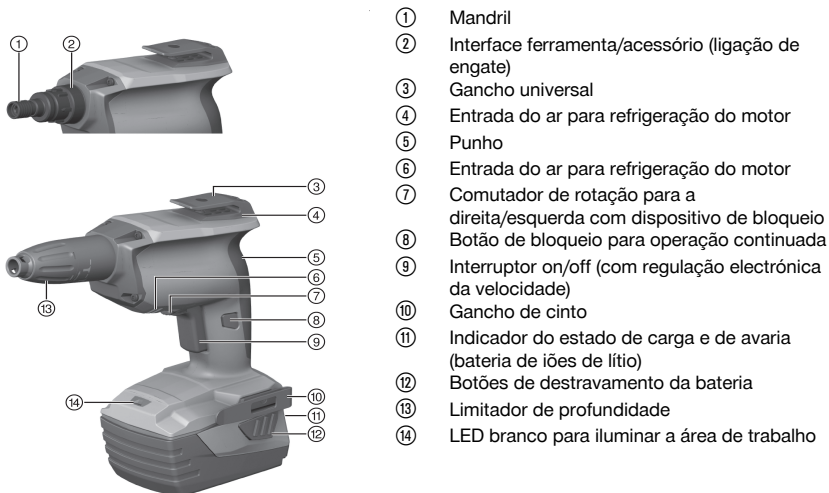 ① ②
③
④
⑤
⑥
⑦
⑬
⑧
⑨
⑭
⑩
⑪
⑫
① Mandril
② Interface ferramenta/acessório (ligação de
engate)
③ Gancho universal
④ Entrada do ar para refrigeração do motor
⑤ Punho
⑥ Entrada do ar para refrigeração do motor
⑦ Comutador de rotação para a
direita/esquerda com dispositivo de bloqueio
⑧ Botão de bloqueio para operação continuada
⑨ Interruptor on/off (com regulação electrónica
da velocidade)
⑩ Gancho de cinto
⑪ Indicador do estado de carga e de avaria
(bateria de iões de lítio)
⑫ Botões de destravamento da bateria
⑬ Limitador de profundidade
⑭ LED branco para iluminar a área de trabalho